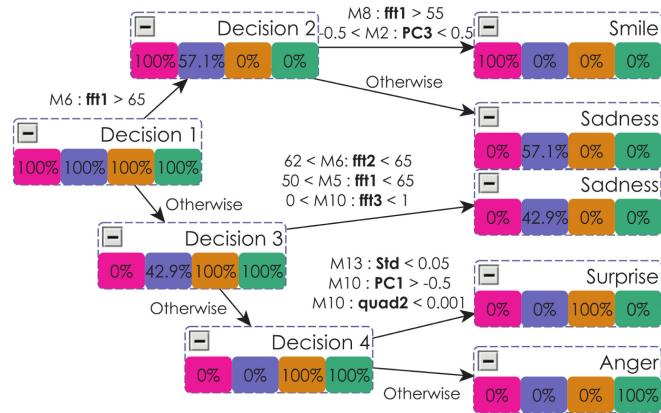 Decision 2
100% 57.1% 0% 0%
M8 : fft1 > 55
-0.5 < M2 : PC3 < 0.5
Smile
100% 0% 0% 0%
Otherwise
M6 : fft1 > 65
Sadness
0% 57.1% 0% 0%
Decision 1
100% 100% 100% 100%
62 < M6: fft2 < 65
50 < M5 : fft1 < 65
0 < M10 : fft3 < 1
Sadness
0% 42.9% 0% 0%
Otherwise
Decision 3
0% 42.9% 100% 100%
M13 : Std < 0.05
M10 : PC1 > -0.5
M10 : quad2 < 0.001
Surprise
0% 0% 100% 0%
Otherwise
Decision 4
0% 0% 100% 100%
Otherwise
Anger
0% 0% 0% 100%